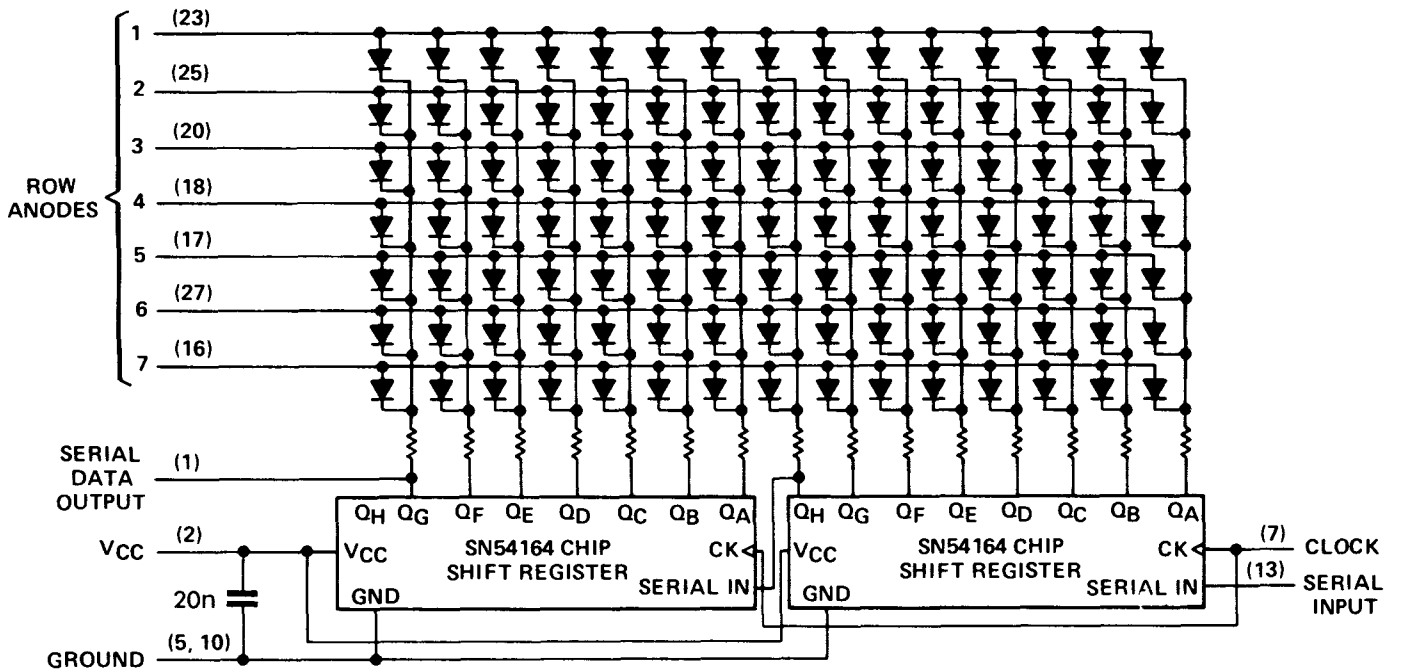 1 (23)
2 (25)
3 (20)
ROW
ANODES
4 (18)
5 (17)
6 (27)
7 (16)
SERIAL
DATA
OUTPUT
(1)
QH QG QF QE QD QC QB QA
QH QG QF QE QD QC QB QA
VCC (2)
VCC
SN54164 CHIP
SHIFT REGISTER
CK
SERIAL IN
GND
VCC
SN54164 CHIP
SHIFT REGISTER
CK
SERIAL IN
GND
(7) CLOCK
(13) SERIAL
INPUT
20n
GROUND (5, 10)